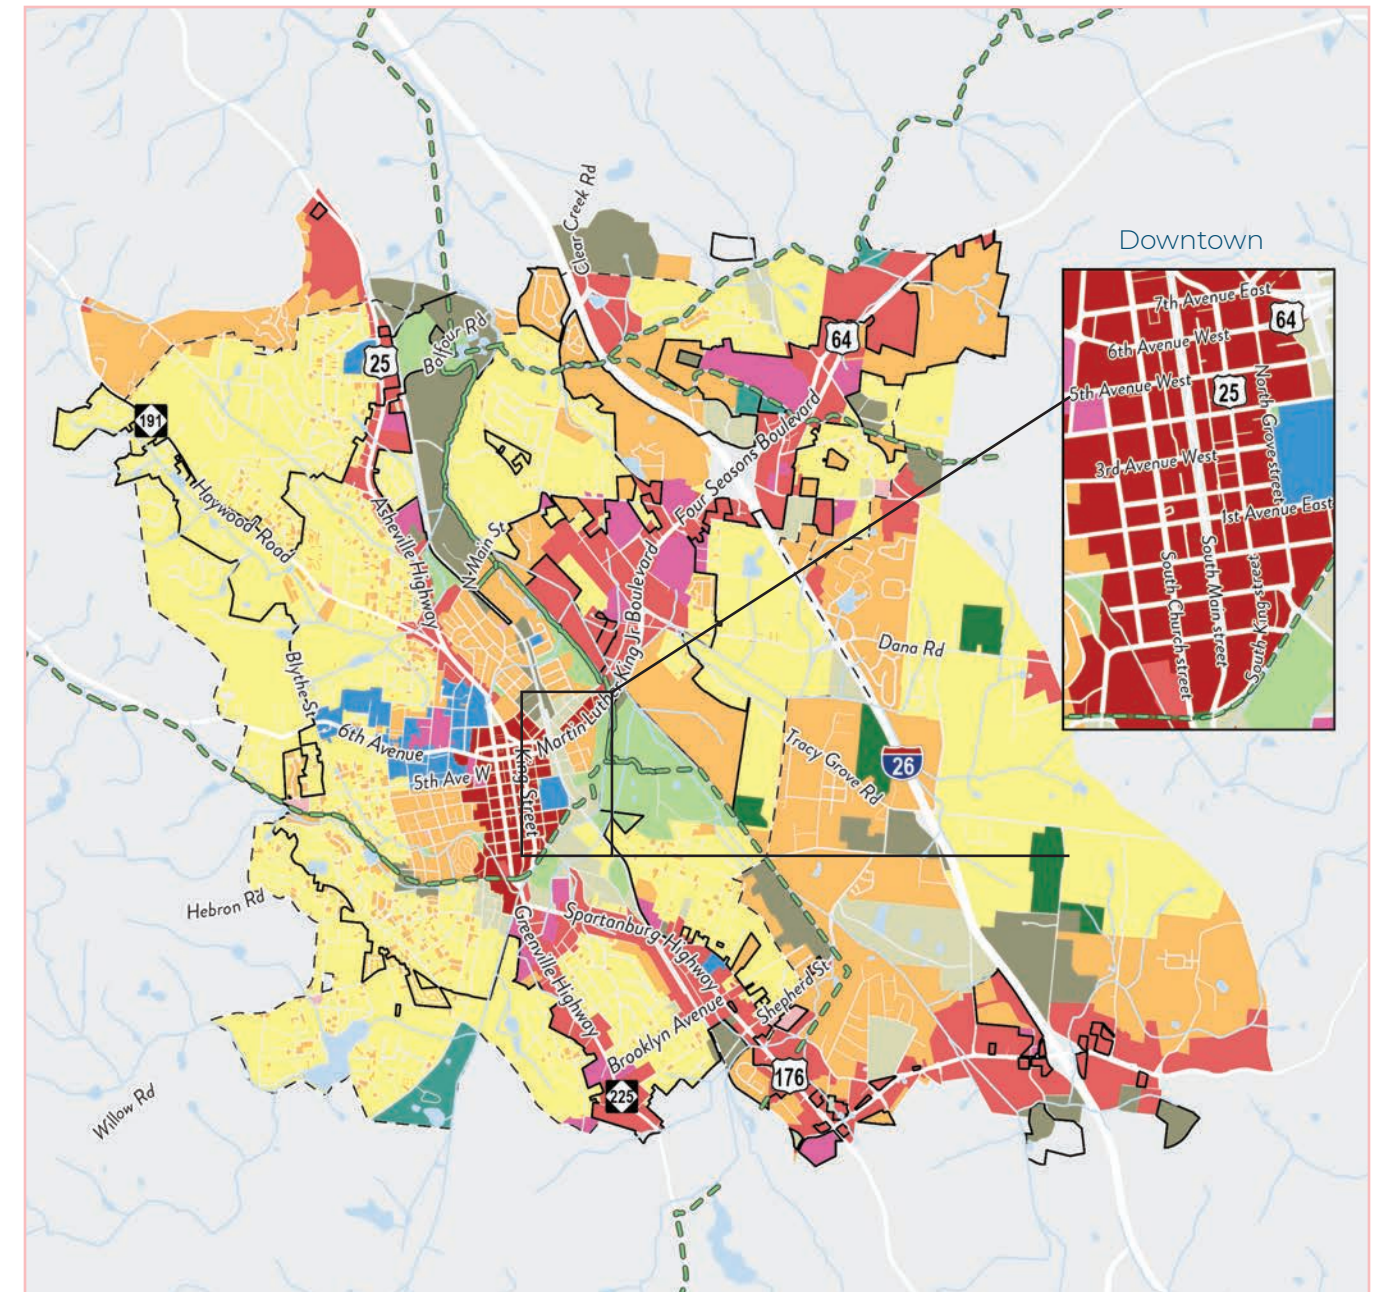 Clear Creek Rd
Downtown
7th Avenue East
64
6th Avenue West
25
5th Avenue West
North Grove street
3rd Avenue West
1st Avenue East
South Church street
South Main street
South King street
64
Balfour Rd
25
191
Four Seasons Boulevard
Haywood Road
Asheville Highway
N Main St
Martin Luther King Jr Boulevard
Dana Rd
Blythe St
6th Avenue
5th Ave W
King Street
Tracy Grove Rd
26
Hebron Rd
Spartanburg Highway
Greenville Highway
Shepherd St
Brooklyn Avenue
176
225
Willow Rd